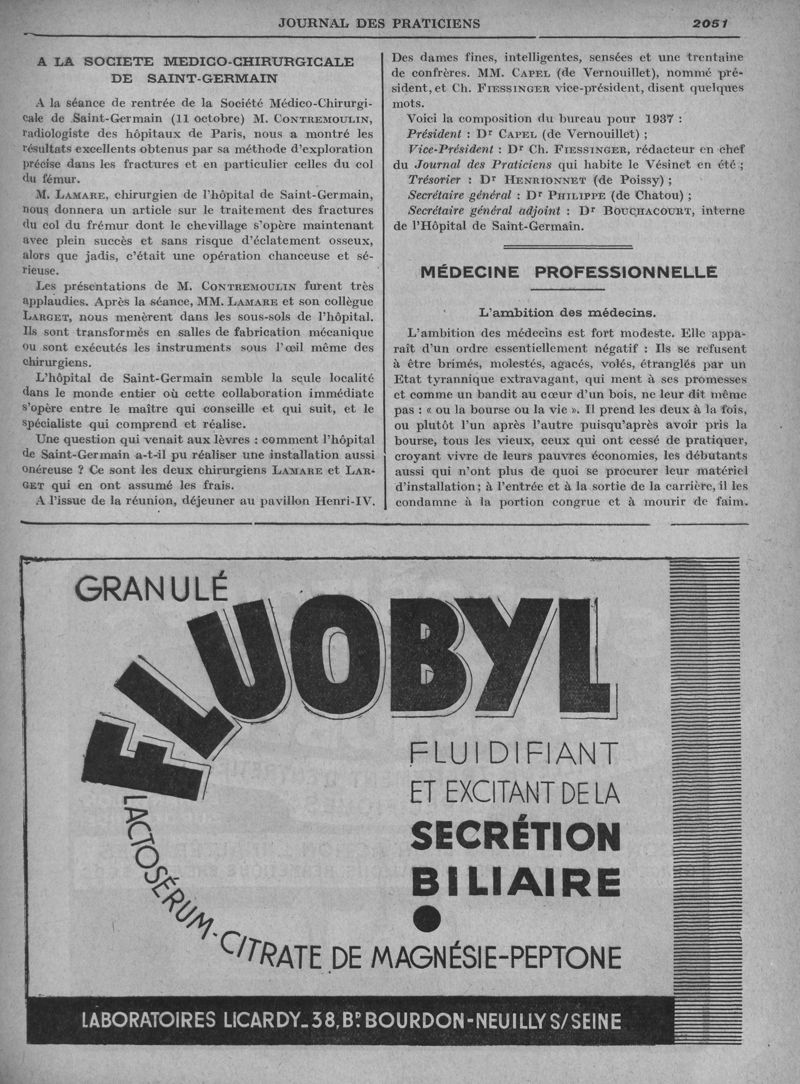 JOURNAL DES PRATICIENS 2051
A LA SOCIETE MEDICO-CHIRURGICALE
DE SAINT-GERMAIN
A la séance de rentrée de la Société Médico-Chirurgi-
cale de Saint-Germain (11 octobre) M. CONTREMOULIN,
radiologiste des hôpitaux de Paris, nous a montré les
résultats excellents obtenus par sa méthode d'exploration
précise dans les fractures et en particulier celles du col
du fémur.
M. LAMARE, chirurgien de l'hôpital de Saint-Germain,
nous donnera un article sur le traitement des fractures
du col du frémur dont le chevillage s'opère maintenant
avec plein succès et sans risque d'éclatement osseux,
alors que jadis, c'était une opération chanceuse et sé-
rieuse.
Les présentations de M. CONTREMOULIN furent très
applaudies. Après la séance, MM. LAMARE et son collègue
LARGET, nous menèrent dans les sous-sols de l'hôpital.
Ils sont transformés en salles de fabrication mécanique
ou sont exécutés les instruments sous l'œil même des
chirurgiens.
L'hôpital de Saint-Germain semble la seule localité
dans le monde entier où cette collaboration immédiate
s'opère entre le maître qui conseille et qui suit, et le
spécialiste qui comprend et réalise.
Une question qui venait aux lèvres : comment l'hôpital
de Saint-Germain a-t-il pu réaliser une installation aussi
onéreuse ? Ce sont les deux chirurgiens LAMARE et LAR-
GET qui en ont assumé les frais.
A l'issue de la réunion, déjeuner au pavillon Henri-IV.
Des dames fines, intelligentes, sensées et une trentaine
de confrères. MM. CAPEL (de Vernouillet), nommé pré-
sident, et Ch. FIESSINGER vice-président, disent quelques
mots.
Voici la composition du bureau pour 1937 :
Président : Dr CAPEL (de Vernouillet) ;
Vice-Président : Dr Ch. FIESSINGER, rédacteur en chef
du Journal des Praticiens qui habite le Vésinet en été ;
Trésorier : Dr HENRIONNET (de Poissy) ;
Secrétaire général : Dr PHILIPPE (de Chatou) ;
Secrétaire général adjoint : Dr BOUCHACOURT, interne
de l'Hôpital de Saint-Germain.
MÉDECINE PROFESSIONNELLE
L'ambition des médecins.
L'ambition des médecins est fort modeste. Elle appa-
raît d'un ordre essentiellement négatif : Ils se refusent
à être brimés, molestés, agacés, volés, étranglés par un
Etat tyrannique extravagant, qui ment à ses promesses
et comme un bandit au cœur d'un bois, ne leur dit même
pas : « ou la bourse ou la vie ». Il prend les deux à la fois,
ou plutôt l'un après l'autre puisqu'après avoir pris la
bourse, tous les vieux, ceux qui ont cessé de pratiquer,
croyant vivre de leurs pauvres économies, les débutants
aussi qui n'ont plus de quoi se procurer leur matériel
d'installation ; à l'entrée et à la sortie de la carrière, il les
condamne à la portion congrue et à mourir de faim.
GRANULÉ
FLUOBYL
FLUIDIFIANT
ET EXCITANT DE LA
SECRÉTION
BILIAIRE
LACTOSÉRUM-CITRATE DE MAGNÉSIE-PEPTONE
LABORATOIRES LICARDY_38, BD. BOURDON-NEUILLY S/SEINE